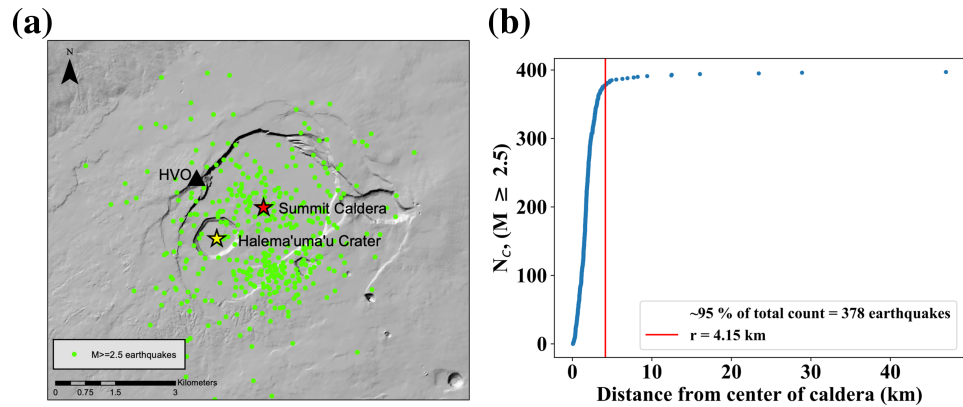 (a)
N
HVO
Summit Caldera
Halema'uma'u Crater
M>=2.5 earthquakes
Kilometers
0 0.75 1.5 3
(b)
400
300
200
100
0
N_c, (M ≥ 2.5)
~95 % of total count = 378 earthquakes
r = 4.15 km
0 10 20 30 40
Distance from center of caldera (km)